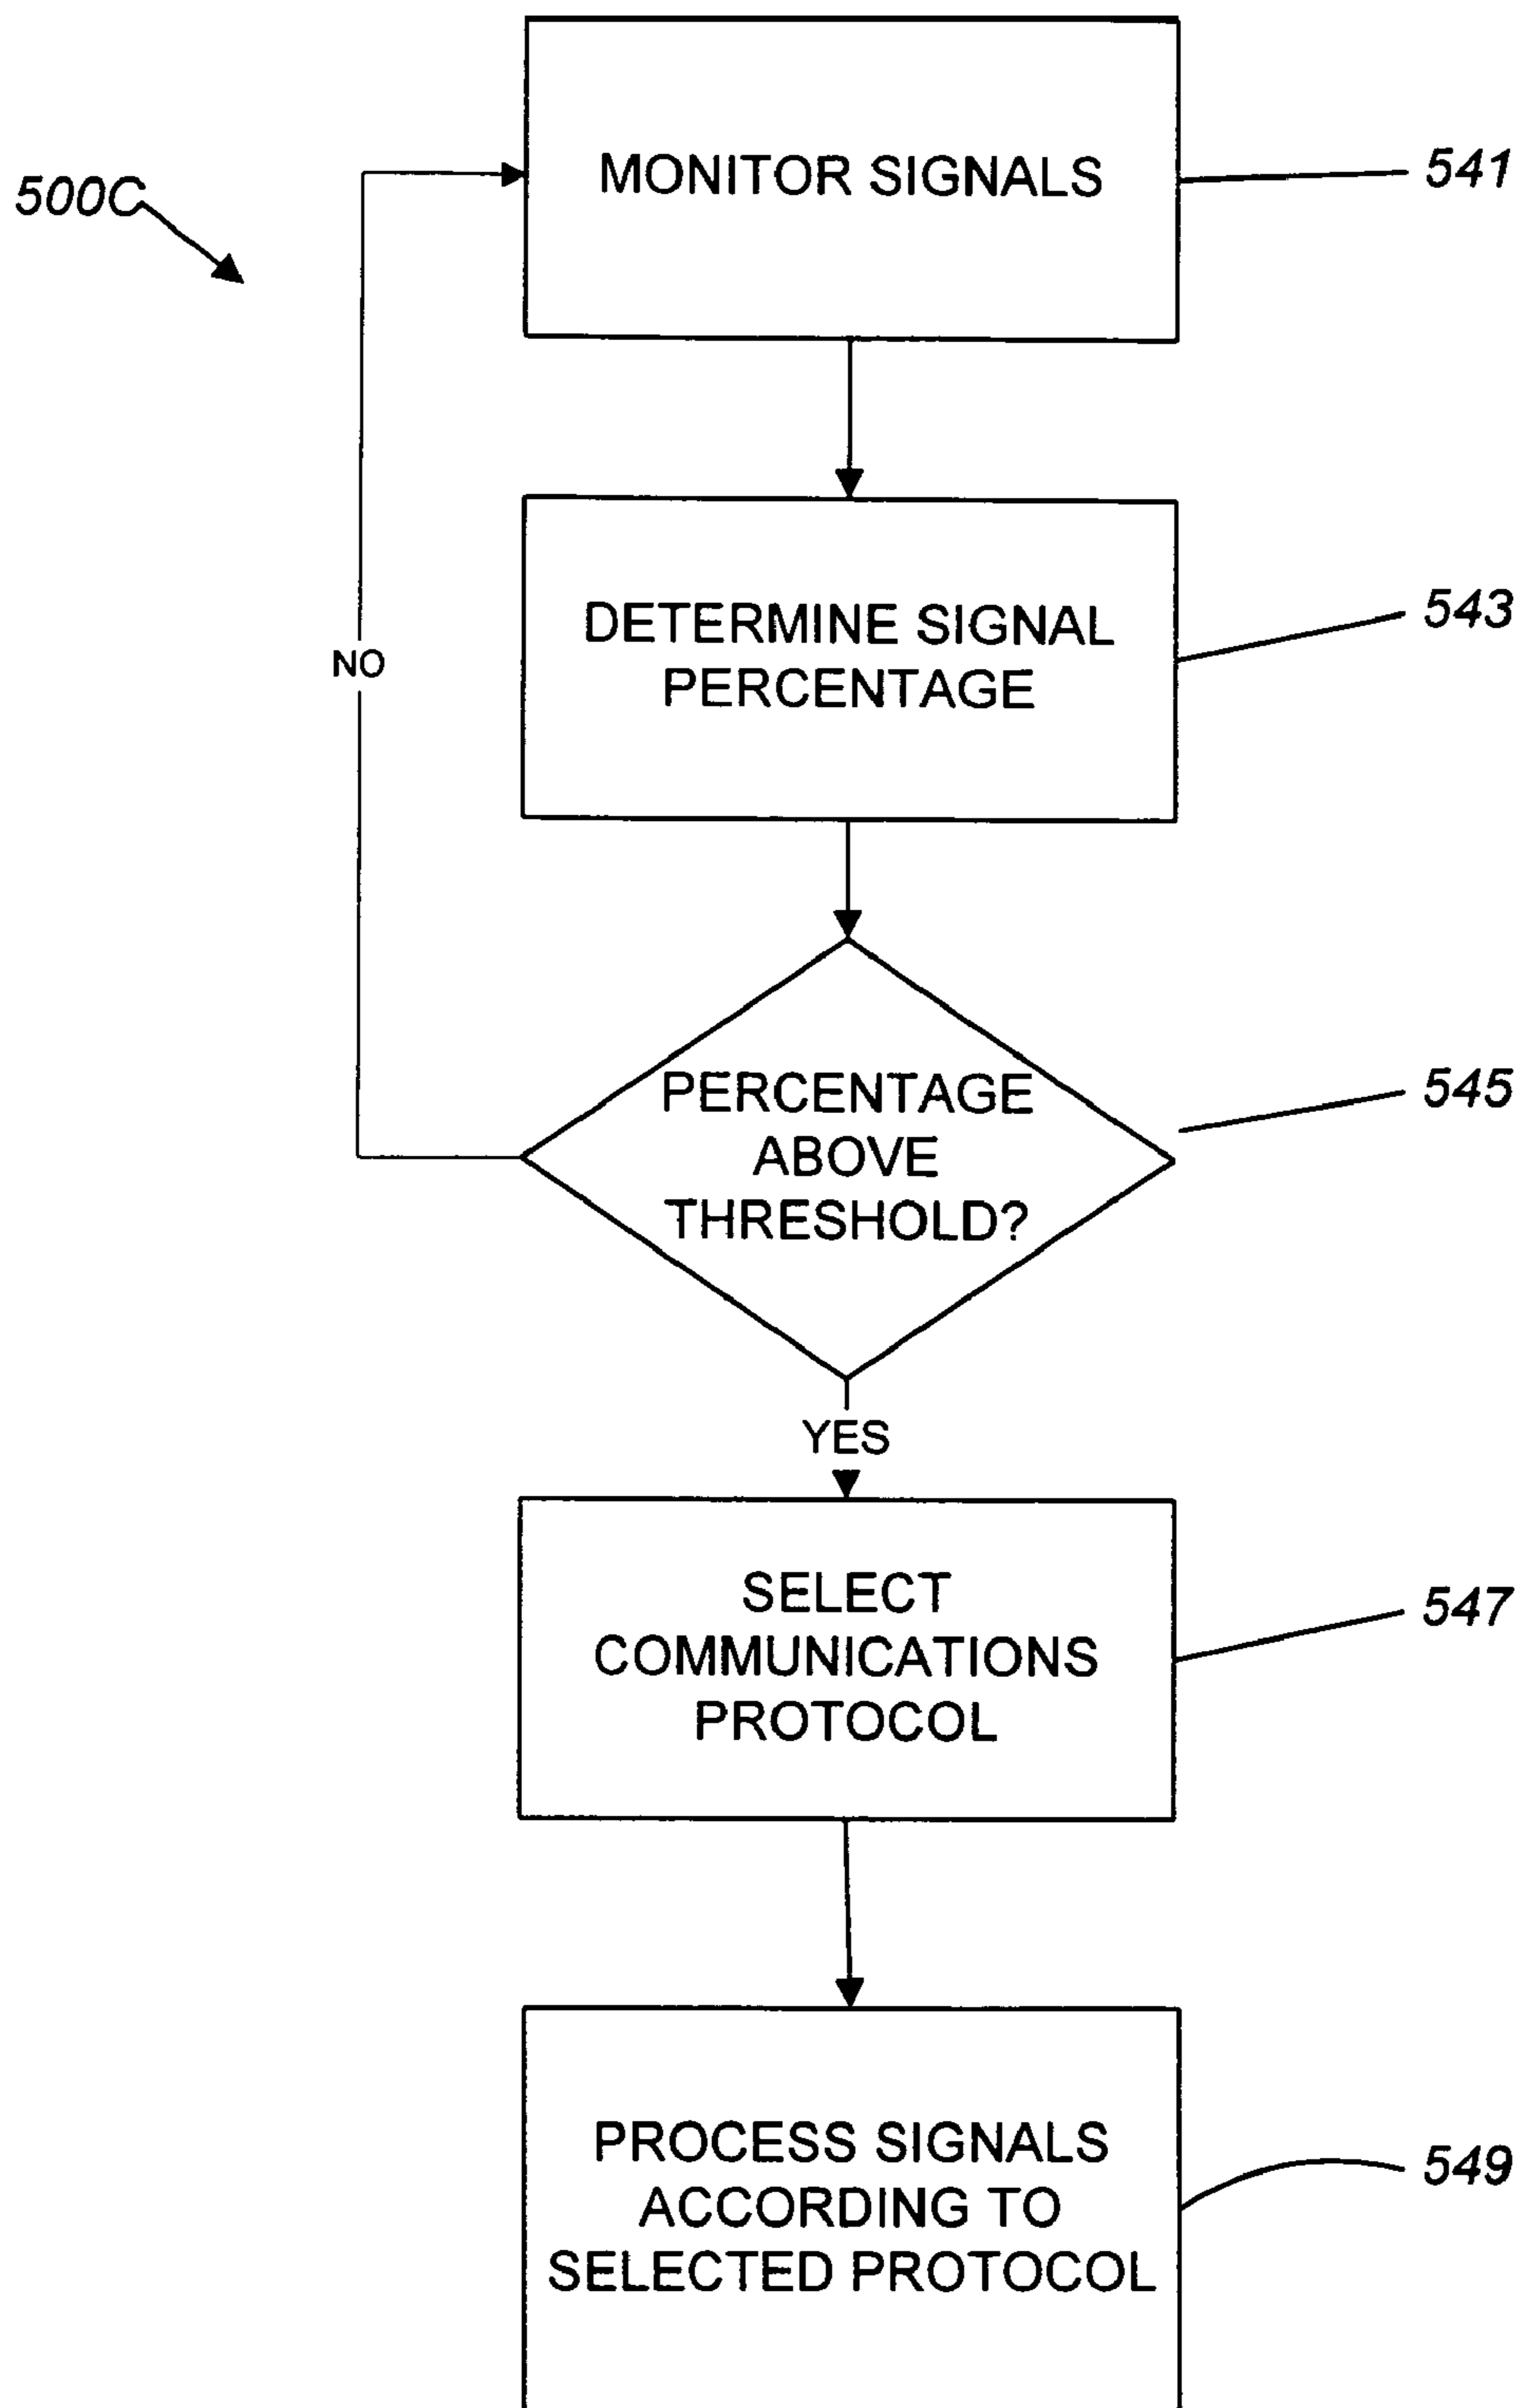 500C
MONITOR SIGNALS
541
DETERMINE SIGNAL
PERCENTAGE
543
NO
PERCENTAGE
ABOVE
THRESHOLD?
545
YES
SELECT
COMMUNICATIONS
PROTOCOL
547
PROCESS SIGNALS
ACCORDING TO
SELECTED PROTOCOL
549